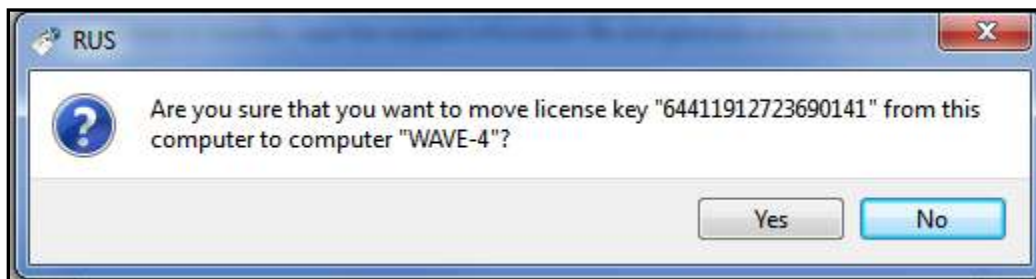 RUS
Are you sure that you want to move license key "64411912723690141" from this
computer to computer "WAVE-4"?
Yes
No